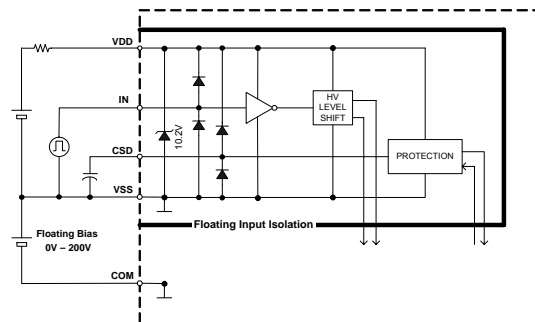 VDD
IN
HV
LEVEL
SHIFT
10.2V
CSD
PROTECTION
VSS
Floating Input Isolation
Floating Bias
0V – 200V
COM